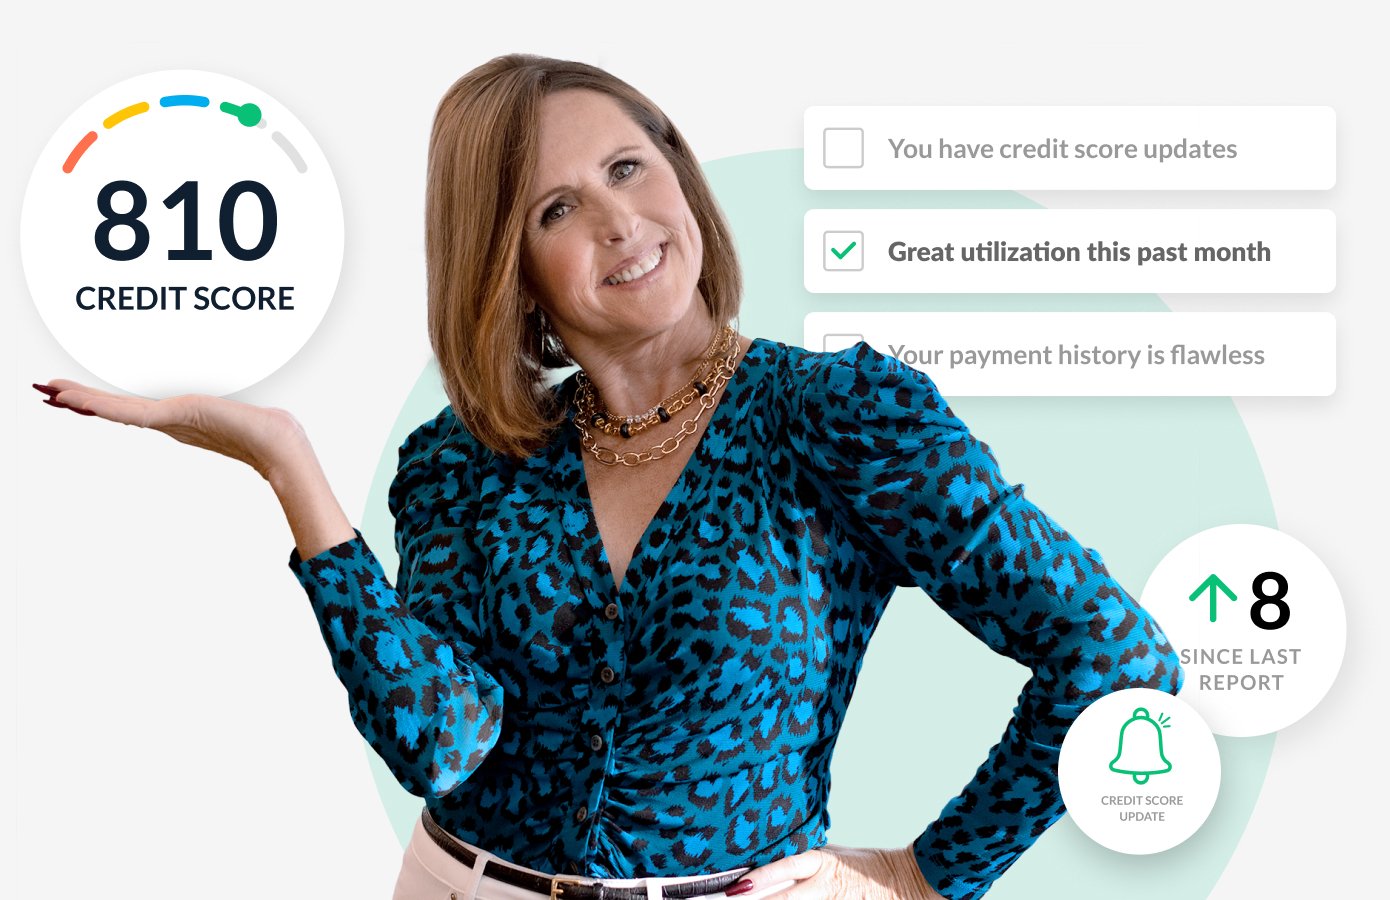 810
CREDIT SCORE
You have credit score updates
Great utilization this past month
Your payment history is flawless
8
SINCE LAST
REPORT
CREDIT SCORE
UPDATE